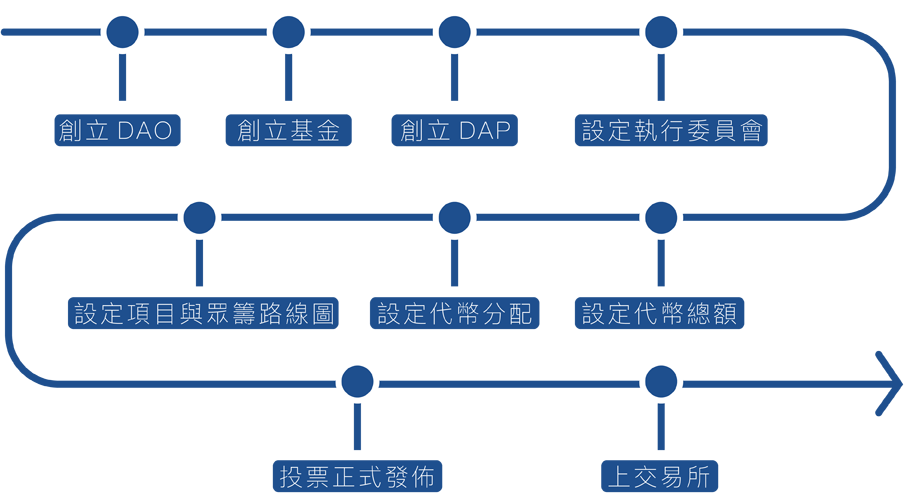 創立 DAO
創立基金
創立 DAP
設定執行委員會
設定項目與眾籌路線圖
設定代幣分配
設定代幣總額
投票正式發佈
上交易所